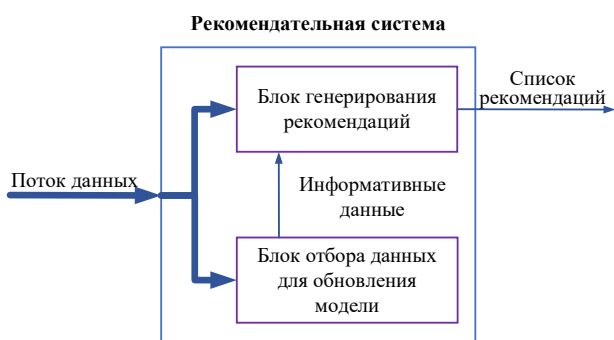 Рекомендательная система
Блок генерирования
рекомендаций
Список
рекомендаций
Поток данных
Информативные
данные
Блок отбора данных
для обновления
модели